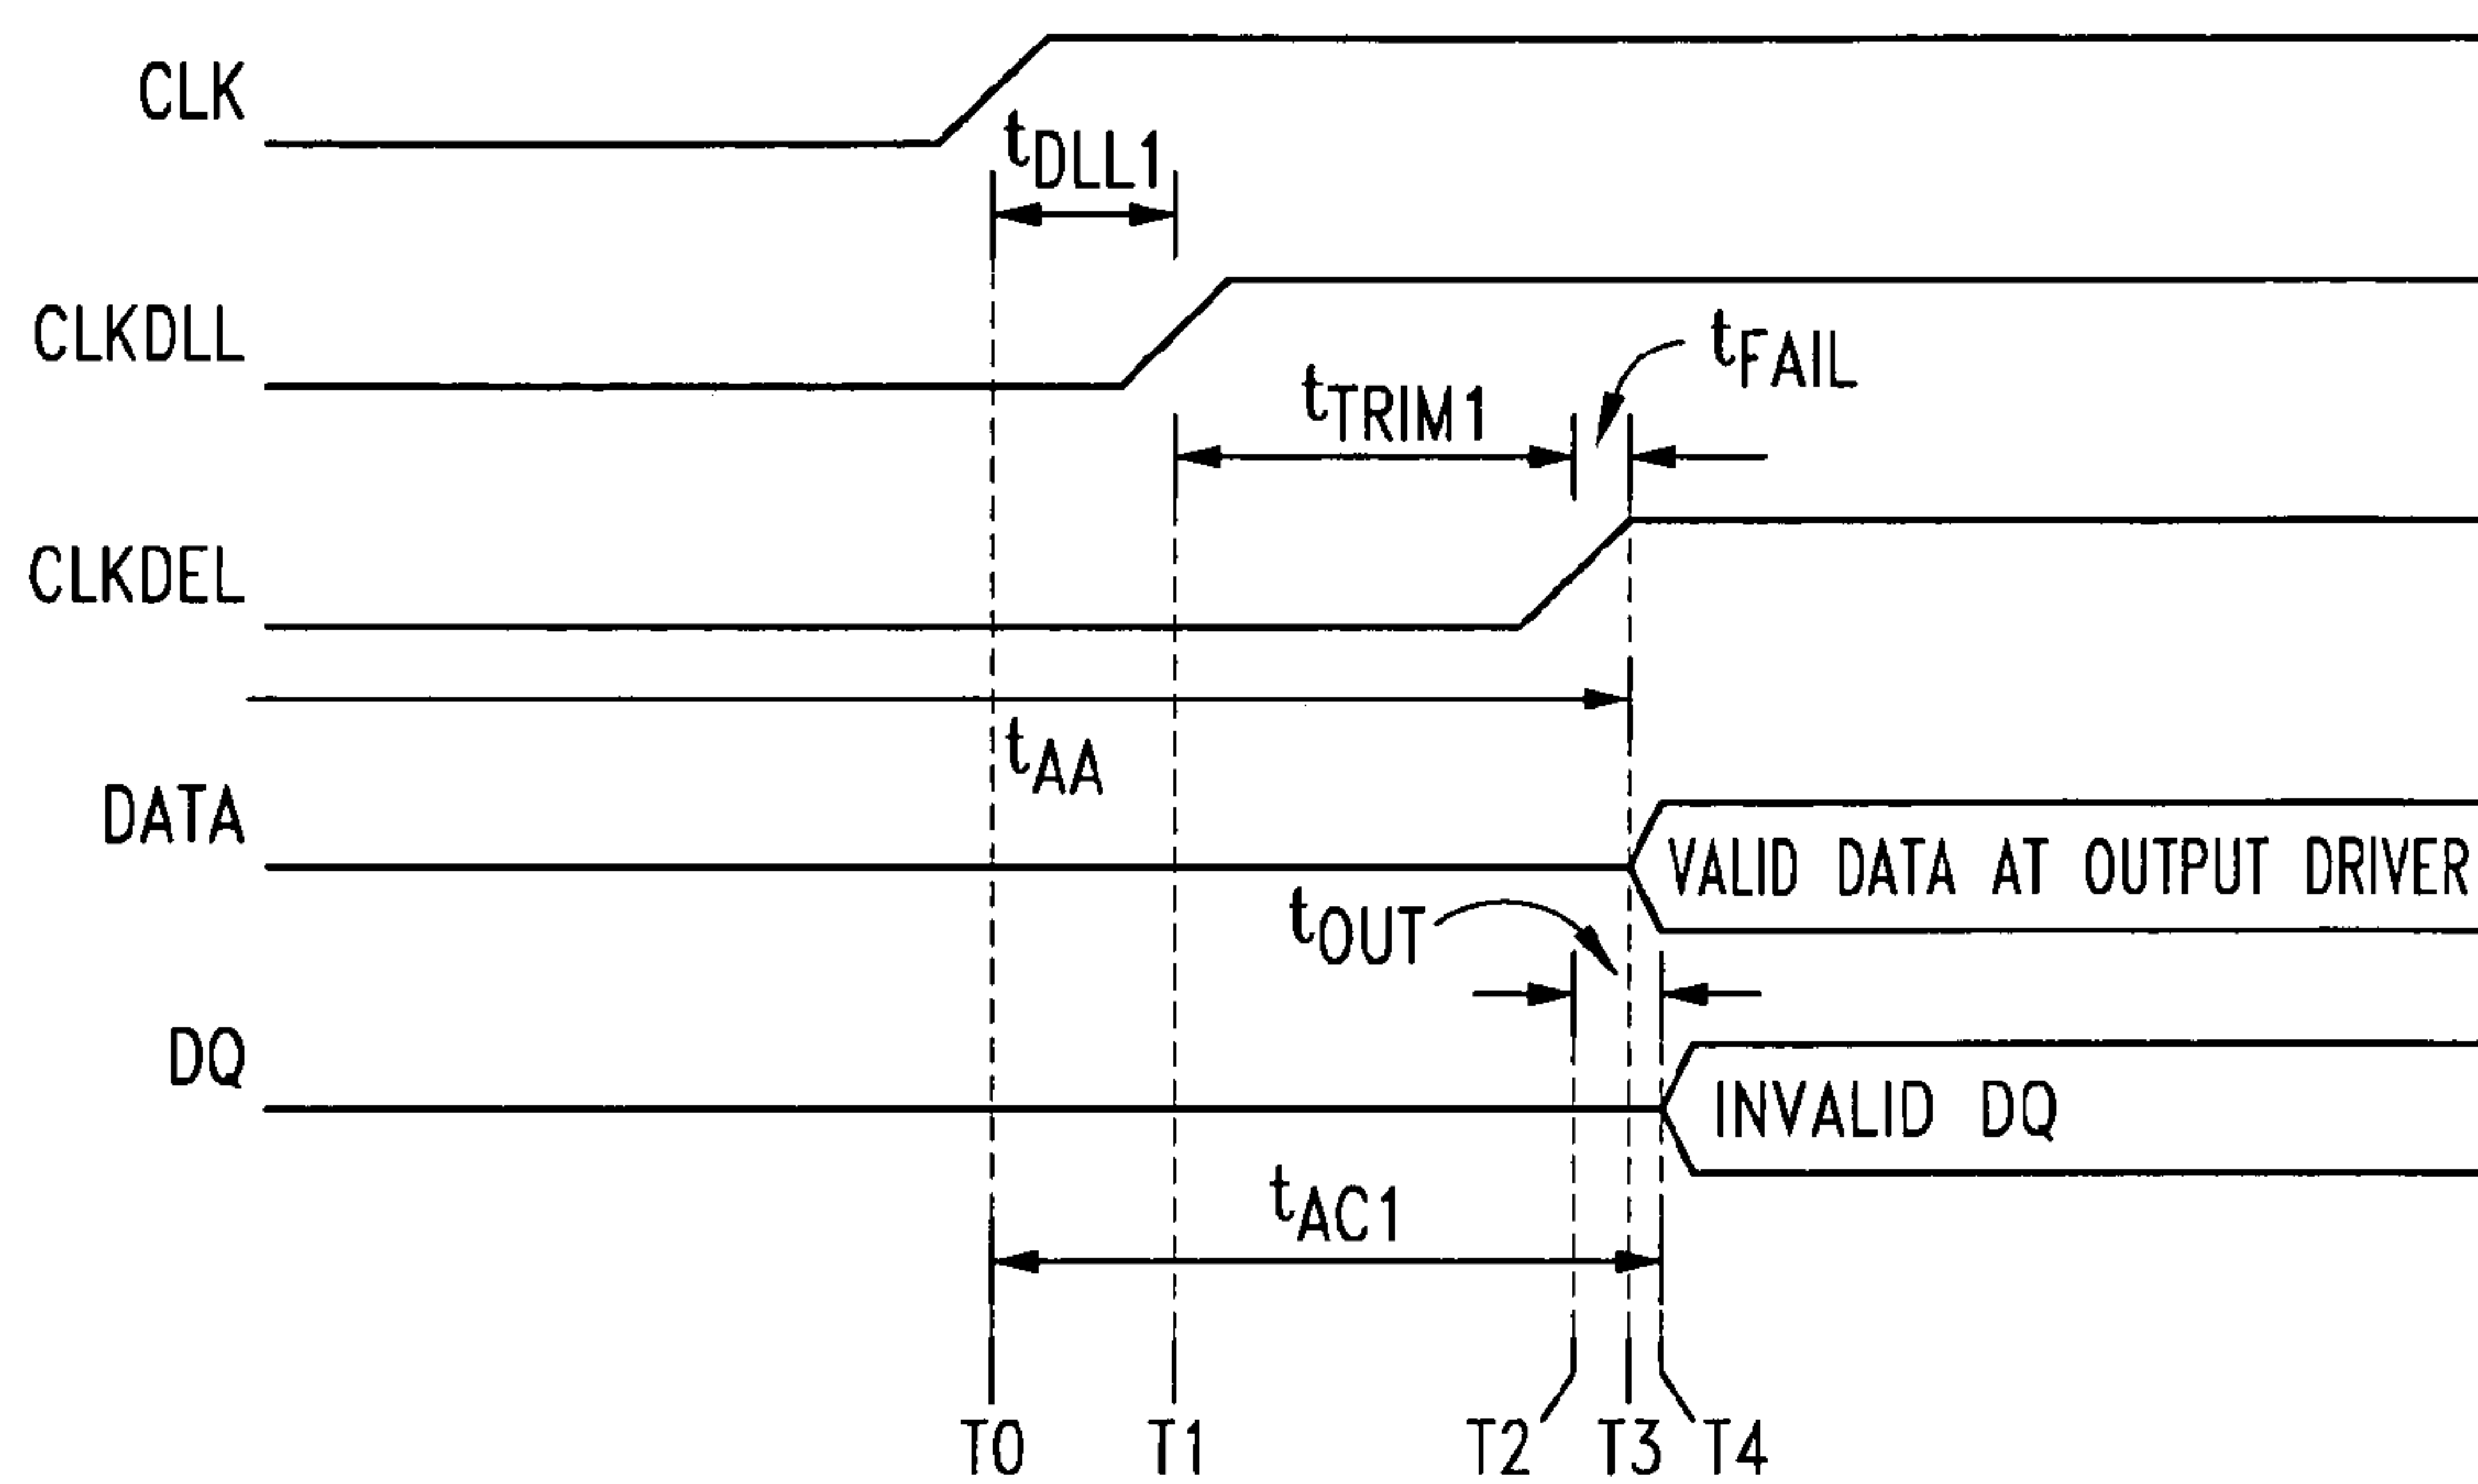 CLK
tDLL1
CLKDLL
tFAIL
tTRIM1
CLKDEL
tAA
DATA
VALID DATA AT OUTPUT DRIVER
tOUT
DQ
INVALID DQ
tAC1
T0 T1 T2 T3 T4